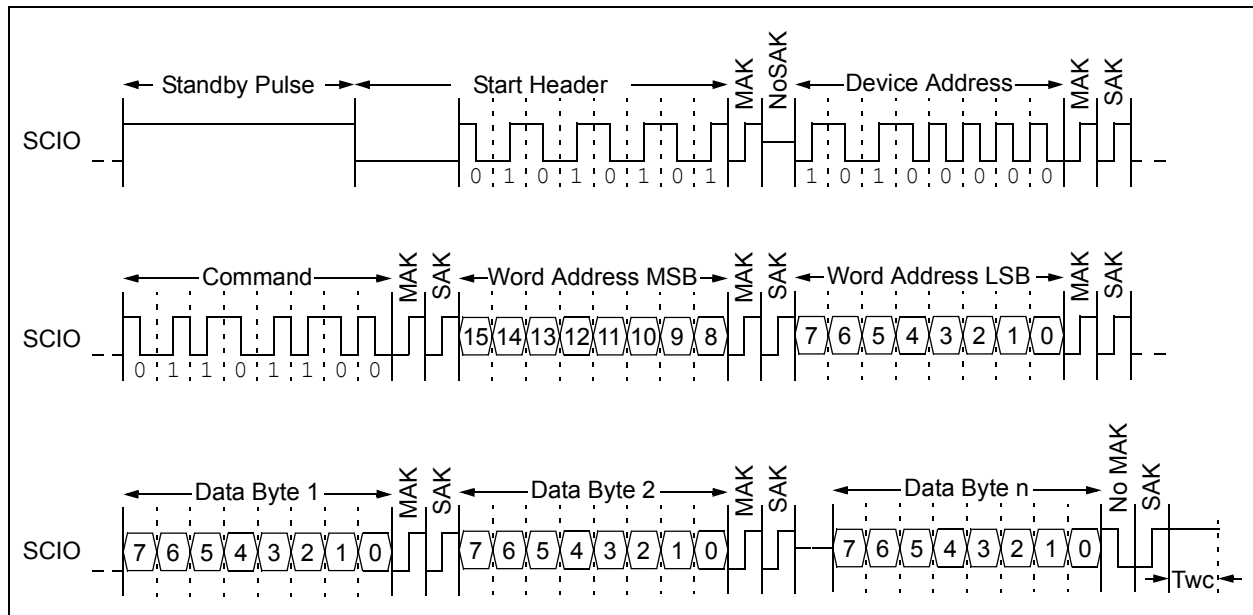 Standby Pulse Start Header MAK NoSAK Device Address MAK SAK
SCIO
0 1 0 1 0 1 0 1 1 0 1 0 0 0 0 0
Command MAK SAK Word Address MSB MAK SAK Word Address LSB MAK SAK
SCIO 15 14 13 12 11 10 9 8 7 6 5 4 3 2 1 0
0 1 1 0 1 1 0 0
Data Byte 1 MAK SAK Data Byte 2 MAK SAK Data Byte n No MAK SAK
SCIO 7 6 5 4 3 2 1 0 7 6 5 4 3 2 1 0 7 6 5 4 3 2 1 0
Twc